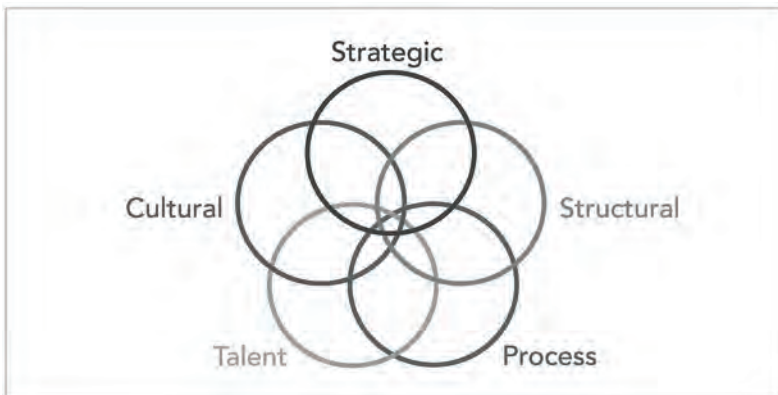 Strategic
Cultural
Structural
Talent
Process